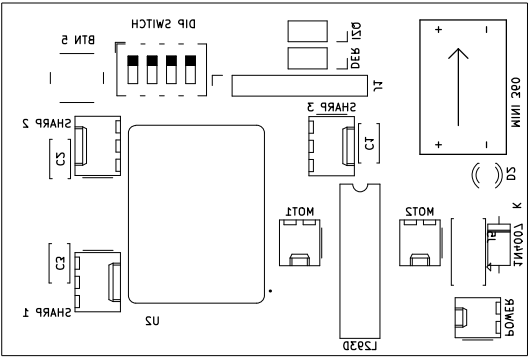 DIP SWITCH
BTN 5
IZQ
DER
J1
MINI 360
+ -
+ -
SHARP 2
SHARP 3
C2
C1
D2
MOT1
MOT2
K
1N4007
C3
SHARP 1
U2
L293D
POWER